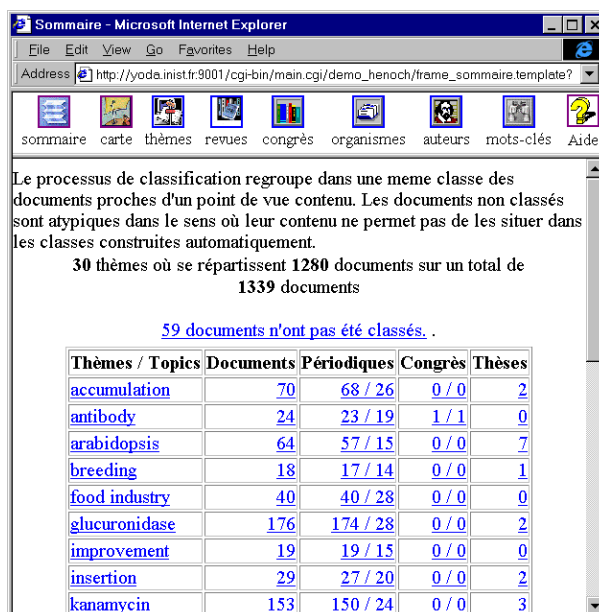 Sommaire - Microsoft Internet Explorer
File Edit View Go Favorites Help
Address http://yoda.inist.fr:9001/cgi-bin/main.cgi/demo_henoch/frame_sommaire.template?
sommaire carte thèmes revues congrès organismes auteurs mots-clés Aide
Le processus de classification regroupe dans une meme classe des
documents proches d'un point de vue contenu. Les documents non classés
sont atypiques dans le sens où leur contenu ne permet pas de les situer dans
les classes construites automatiquement.
30 thèmes où se répartissent 1280 documents sur un total de
1339 documents
59 documents n'ont pas été classés. .
Thèmes / Topics Documents Périodiques Congrès Thèses
accumulation 70 68 / 26 0 / 0 2
antibody 24 23 / 19 1 / 1 0
arabidopsis 64 57 / 15 0 / 0 7
breeding 18 17 / 14 0 / 0 1
food industry 40 40 / 28 0 / 0 0
glucuronidase 176 174 / 28 0 / 0 2
improvement 19 19 / 15 0 / 0 0
insertion 29 27 / 20 0 / 0 2
kanamycin 153 150 / 24 0 / 0 3